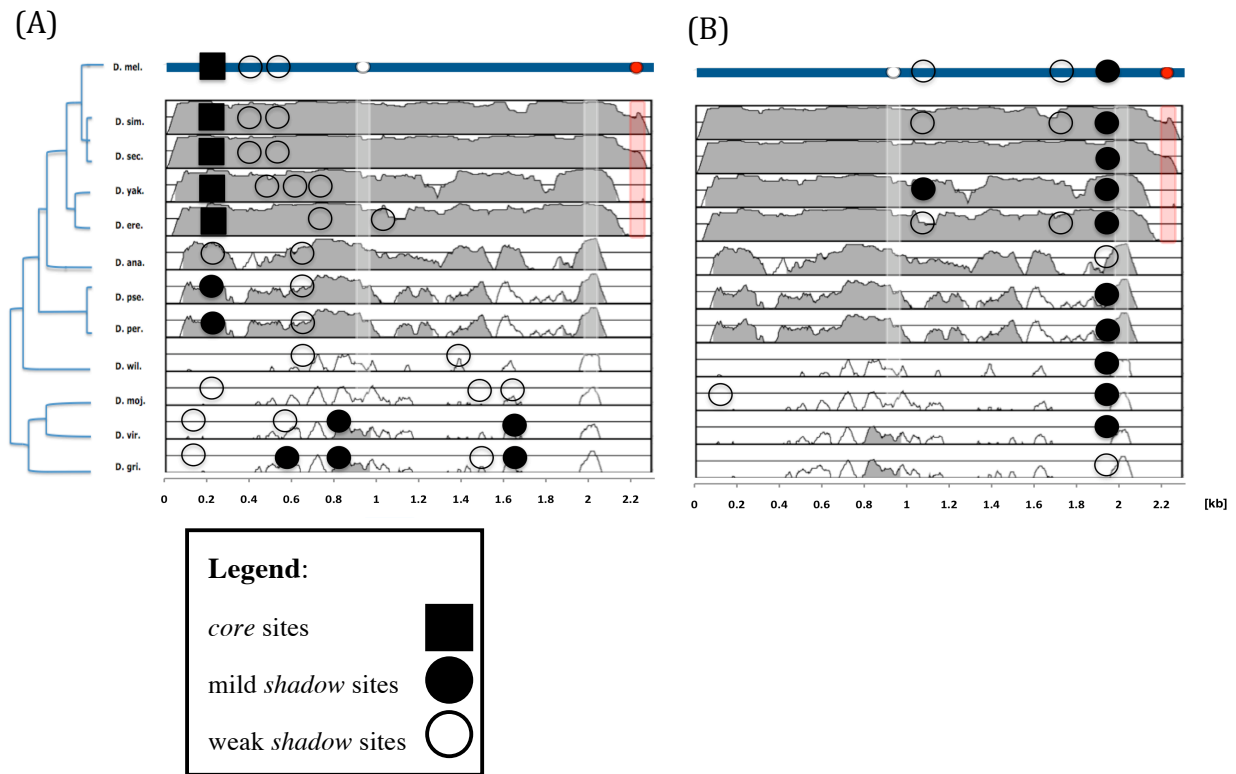 (A)
(B)
D. mel.
D. sim.
D. sec.
D. yak.
D. ere.
D. ana.
D. pse.
D. per.
D. wil.
D. moj.
D. vir.
D. gri.
0 0.2 0.4 0.6 0.8 1 1.2 1.4 1.6 1.8 2 2.2
0 0.2 0.4 0.6 0.8 1 1.2 1.4 1.6 1.8 2 2.2 [kb]
Legend:
core sites
mild shadow sites
weak shadow sites